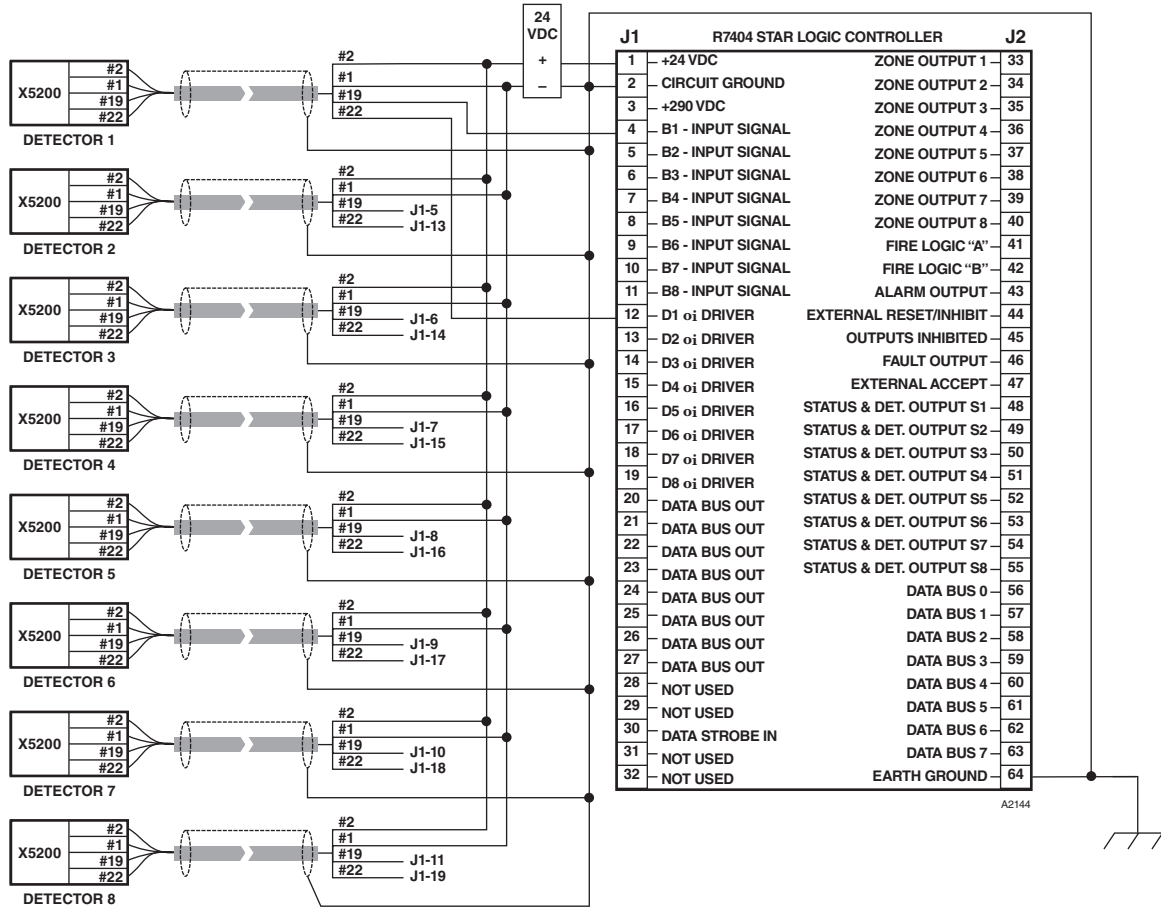 24
VDC
+
–
J1
R7404 STAR LOGIC CONTROLLER
J2
X5200
#2
#1
#19
#22
DETECTOR 1
#2
#1
#19
#22
X5200
#2
#1
#19
#22
DETECTOR 2
#2
#1
#19
#22
J1-5
J1-13
X5200
#2
#1
#19
#22
DETECTOR 3
#2
#1
#19
#22
J1-6
J1-14
X5200
#2
#1
#19
#22
DETECTOR 4
#2
#1
#19
#22
J1-7
J1-15
X5200
#2
#1
#19
#22
DETECTOR 5
#2
#1
#19
#22
J1-8
J1-16
X5200
#2
#1
#19
#22
DETECTOR 6
#2
#1
#19
#22
J1-9
J1-17
X5200
#2
#1
#19
#22
DETECTOR 7
#2
#1
#19
#22
J1-10
J1-18
X5200
#2
#1
#19
#22
DETECTOR 8
#2
#1
#19
#22
J1-11
J1-19
1 +24 VDC
2 CIRCUIT GROUND
3 +290 VDC
4 B1 - INPUT SIGNAL
5 B2 - INPUT SIGNAL
6 B3 - INPUT SIGNAL
7 B4 - INPUT SIGNAL
8 B5 - INPUT SIGNAL
9 B6 - INPUT SIGNAL
10 B7 - INPUT SIGNAL
11 B8 - INPUT SIGNAL
12 D1 oi DRIVER
13 D2 oi DRIVER
14 D3 oi DRIVER
15 D4 oi DRIVER
16 D5 oi DRIVER
17 D6 oi DRIVER
18 D7 oi DRIVER
19 D8 oi DRIVER
20 DATA BUS OUT
21 DATA BUS OUT
22 DATA BUS OUT
23 DATA BUS OUT
24 DATA BUS OUT
25 DATA BUS OUT
26 DATA BUS OUT
27 DATA BUS OUT
28 NOT USED
29 NOT USED
30 DATA STROBE IN
31 NOT USED
32 NOT USED
ZONE OUTPUT 1 33
ZONE OUTPUT 2 34
ZONE OUTPUT 3 35
ZONE OUTPUT 4 36
ZONE OUTPUT 5 37
ZONE OUTPUT 6 38
ZONE OUTPUT 7 39
ZONE OUTPUT 8 40
FIRE LOGIC “A” 41
FIRE LOGIC “B” 42
ALARM OUTPUT 43
EXTERNAL RESET/INHIBIT 44
OUTPUTS INHIBITED 45
FAULT OUTPUT 46
EXTERNAL ACCEPT 47
STATUS & DET. OUTPUT S1 48
STATUS & DET. OUTPUT S2 49
STATUS & DET. OUTPUT S3 50
STATUS & DET. OUTPUT S4 51
STATUS & DET. OUTPUT S5 52
STATUS & DET. OUTPUT S6 53
STATUS & DET. OUTPUT S7 54
STATUS & DET. OUTPUT S8 55
DATA BUS 0 56
DATA BUS 1 57
DATA BUS 2 58
DATA BUS 3 59
DATA BUS 4 60
DATA BUS 5 61
DATA BUS 6 62
DATA BUS 7 63
EARTH GROUND 64
A2144